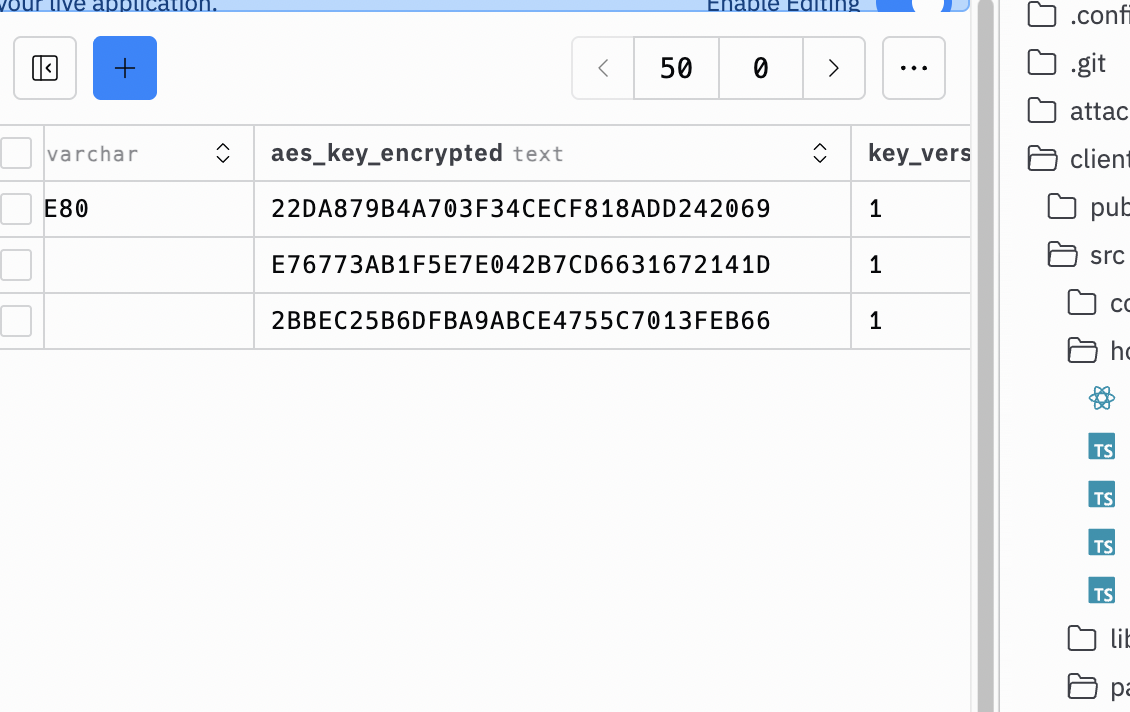 your live application.
Enable Editing
50 0
varchar aes_key_encrypted text key_vers
E80 22DA879B4A703F34CECF818ADD242069 1
E76773AB1F5E7E042B7CD6631672141D 1
2BBEC25B6DFBA9ABCE4755C7013FEB66 1
.confi
.git
attac
client
pub
src
co
ho
TS
TS
TS
TS
lib
pa